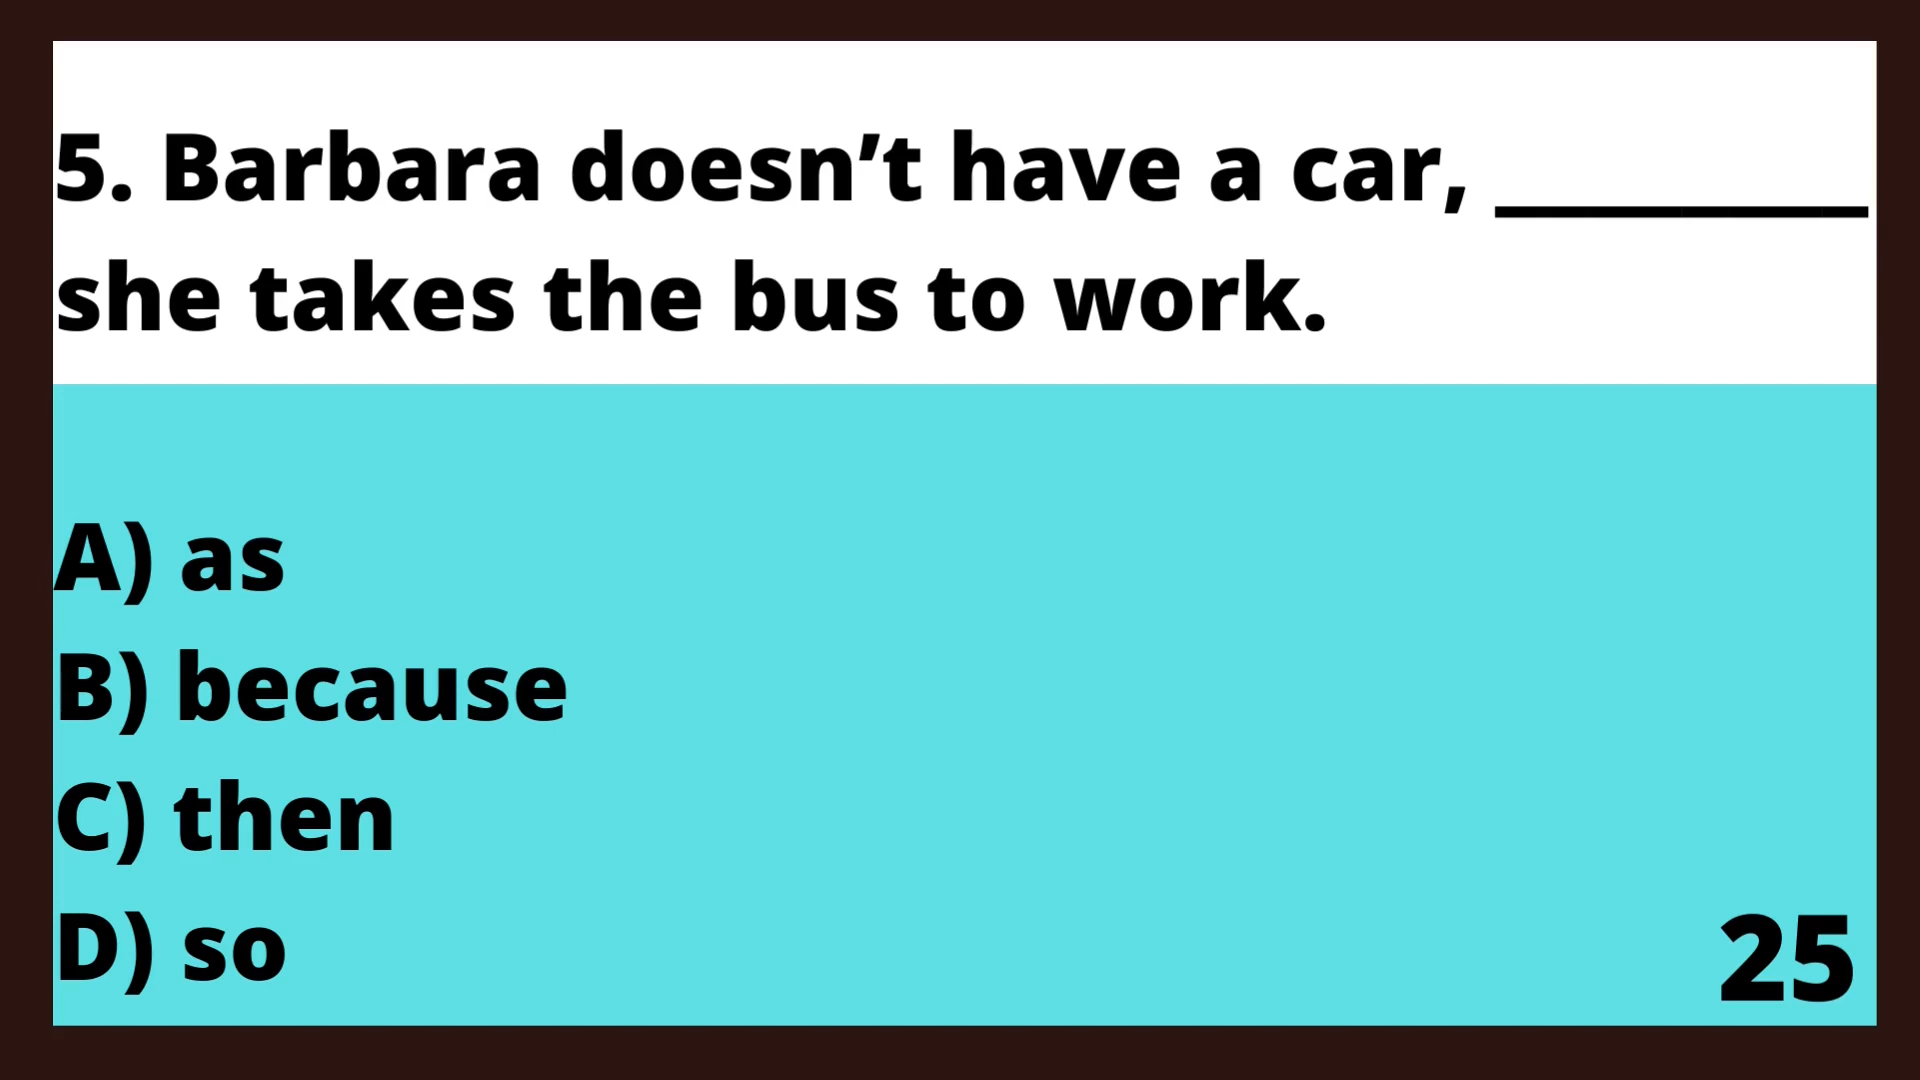 5. Barbara doesn’t have a car, ________
she takes the bus to work.
A) as
B) because
C) then
D) so
25